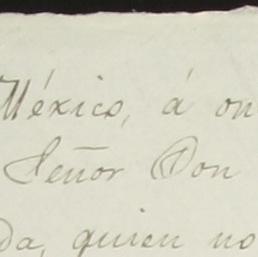 México, á on
Señor Don
da, quien no